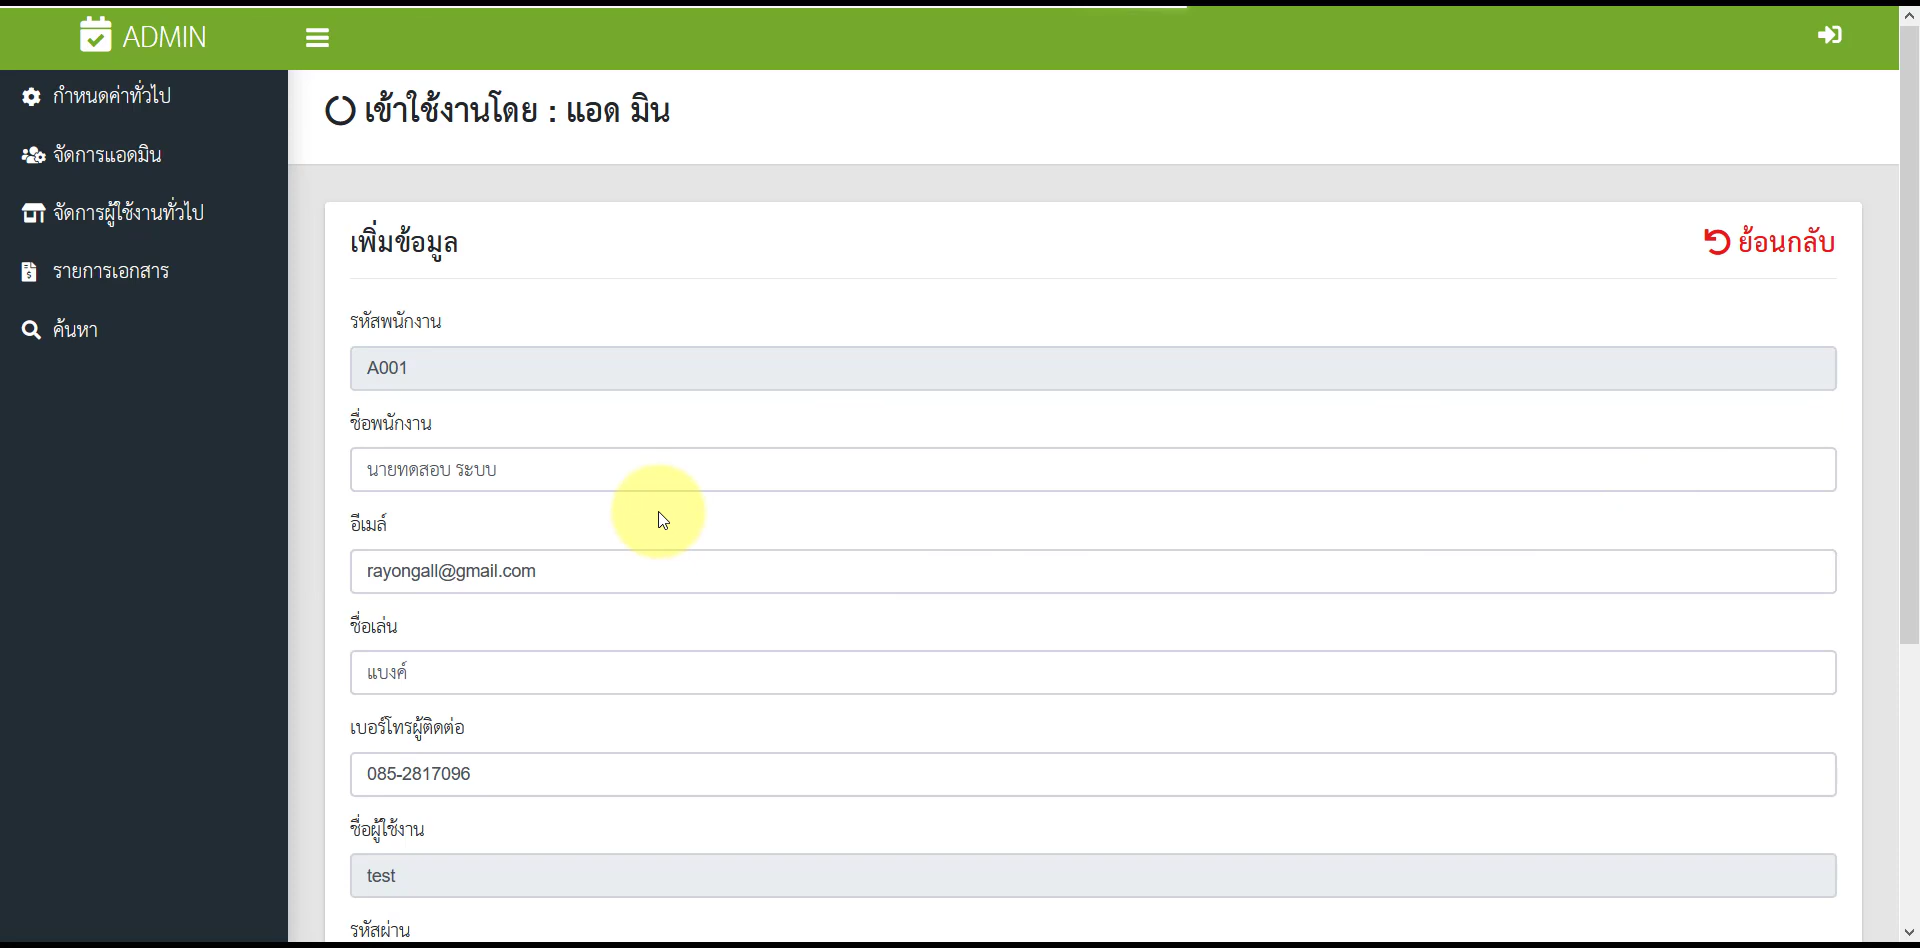 ADMIN
กำหนดค่าทั่วไป
จัดการแอดมิน
จัดการผู้ใช้งานทั่วไป
รายการเอกสาร
ค้นหา
เข้าใช้งานโดย : แอด มิน
เพิ่มข้อมูล
ย้อนกลับ
รหัสพนักงาน
A001
ชื่อพนักงาน
นายทดสอบ ระบบ
อีเมล์
rayongall@gmail.com
ชื่อเล่น
แบงค์
เบอร์โทรผู้ติดต่อ
085-2817096
ชื่อผู้ใช้งาน
test
รหัสผ่าน